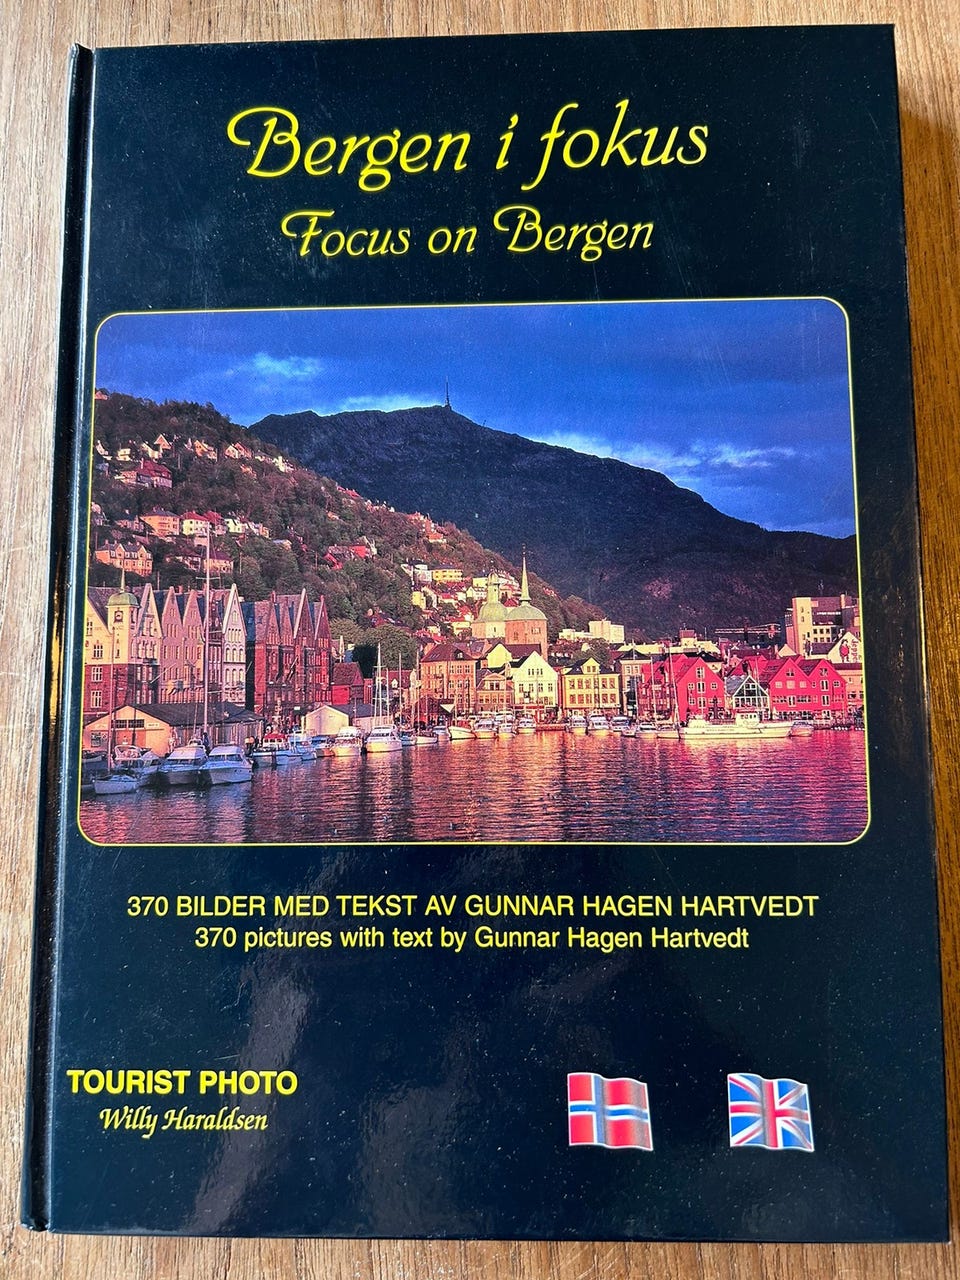 Bergen i fokus
Focus on Bergen
370 BILDER MED TEKST AV GUNNAR HAGEN HARTVEDT
370 pictures with text by Gunnar Hagen Hartvedt
TOURIST PHOTO
Willy Haraldsen